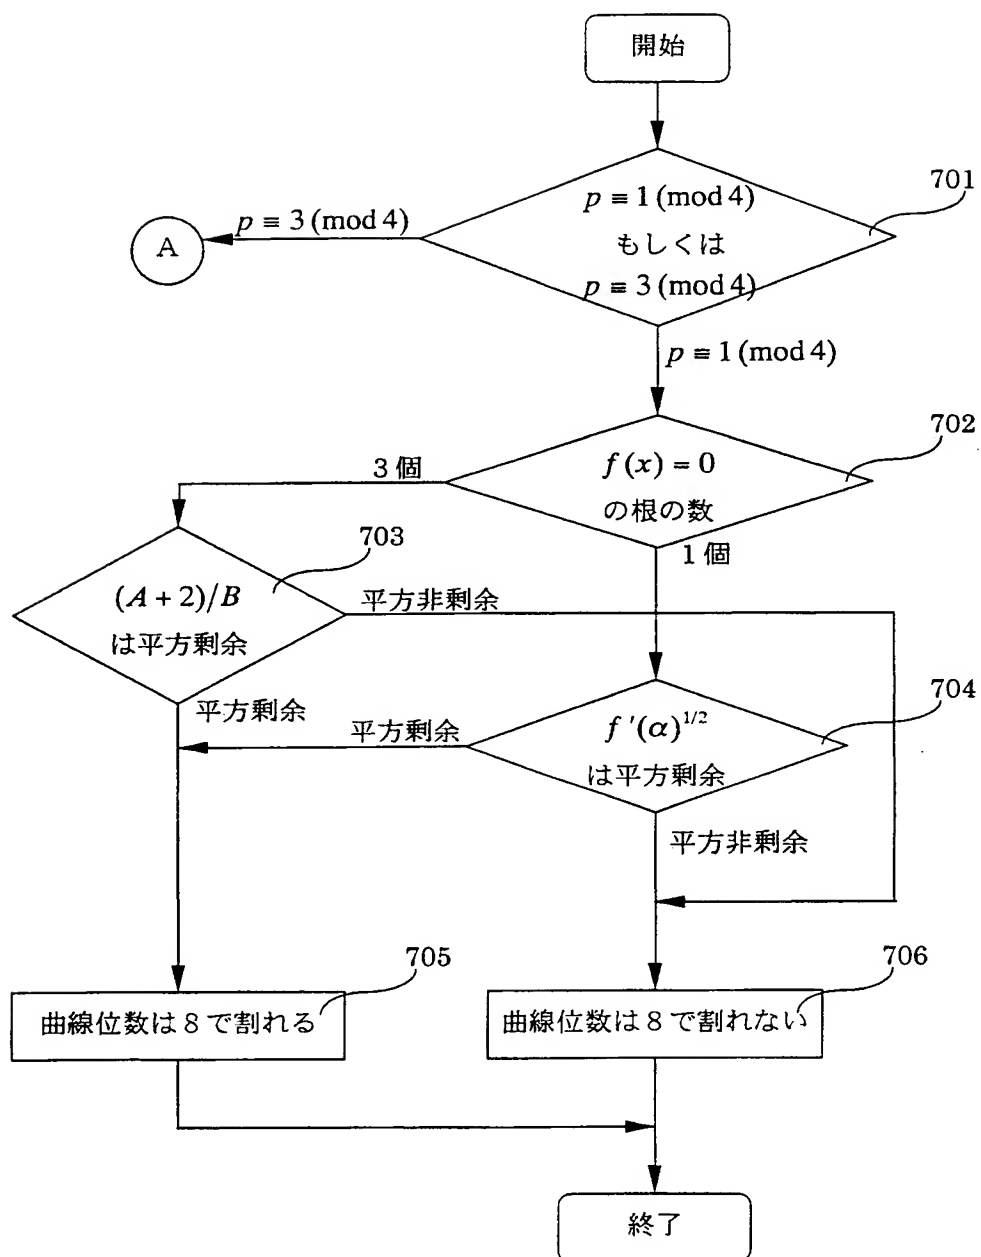 開始
701
p ≡ 1 (mod 4)
もしくは
p ≡ 3 (mod 4)
p ≡ 3 (mod 4)
A
p ≡ 1 (mod 4)
702
f(x) = 0
の根の数
3個
1個
703
(A + 2)/B
は平方剰余
平方非剰余
平方剰余
704
f '(α)^{1/2}
は平方剰余
平方剰余
平方非剰余
705
曲線位数は8で割れる
706
曲線位数は8で割れない
終了